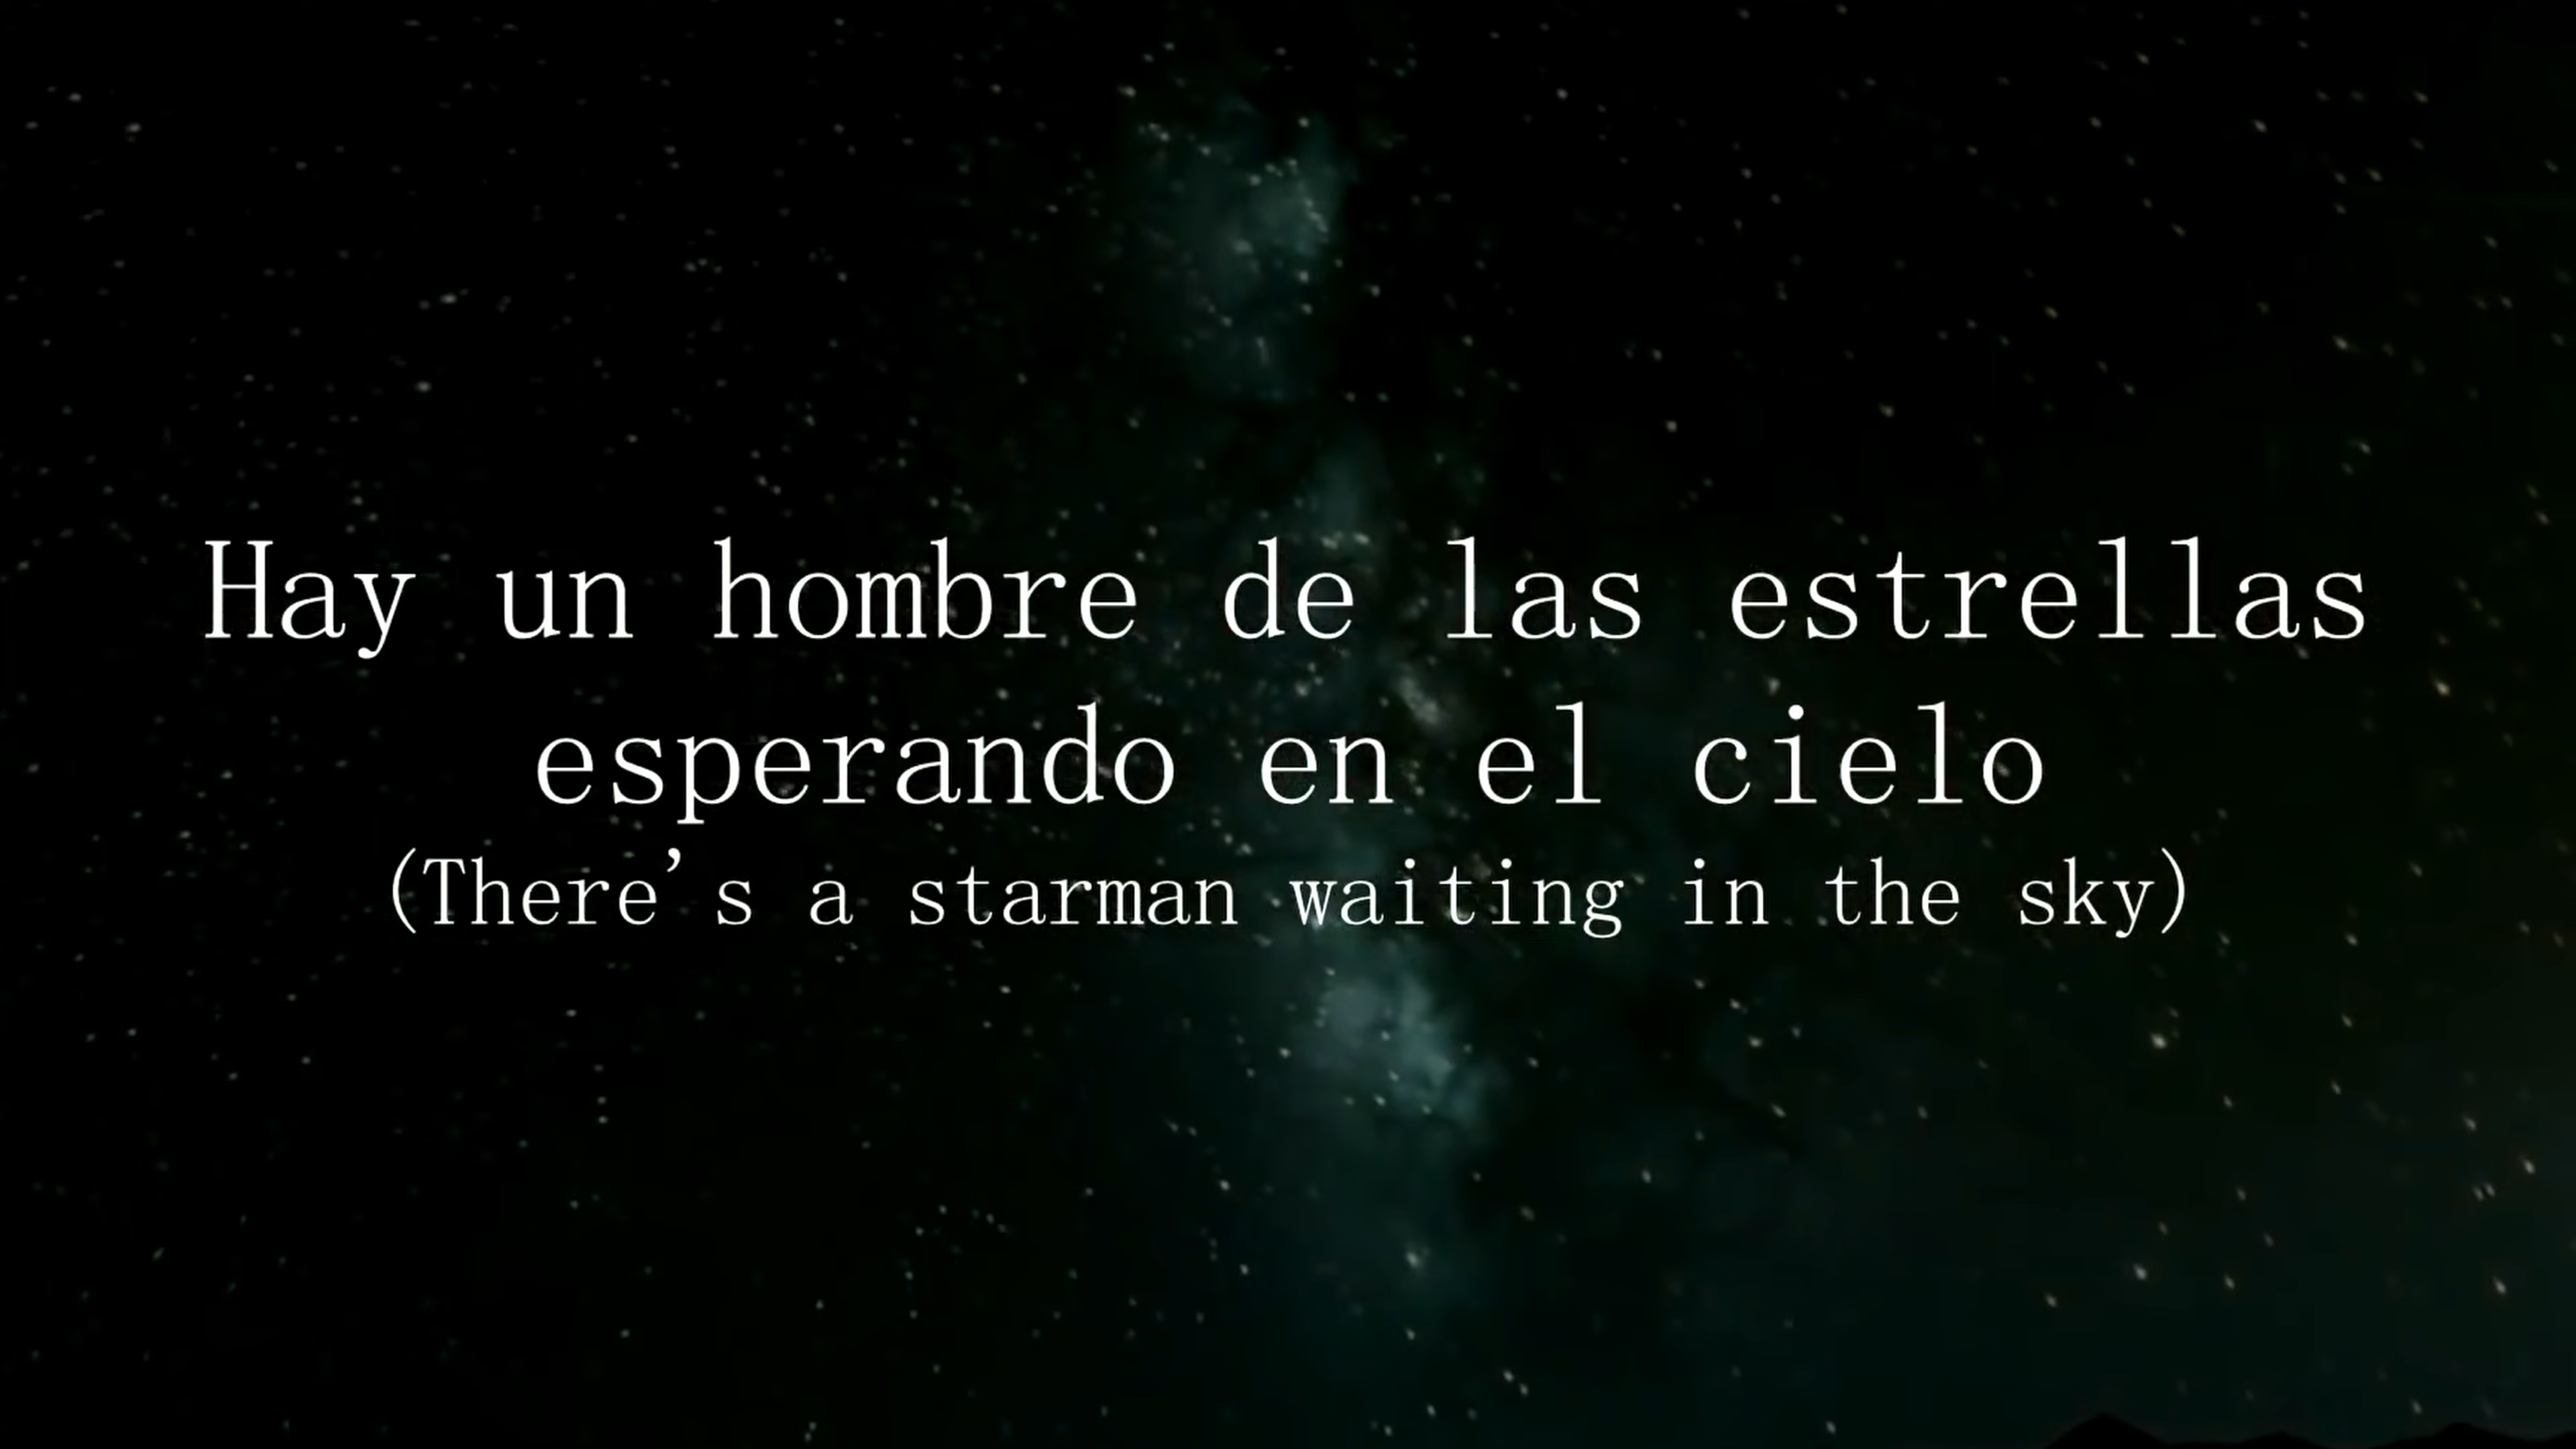 Hay un hombre de las estrellas
esperando en el cielo
(There's a starman waiting in the sky)